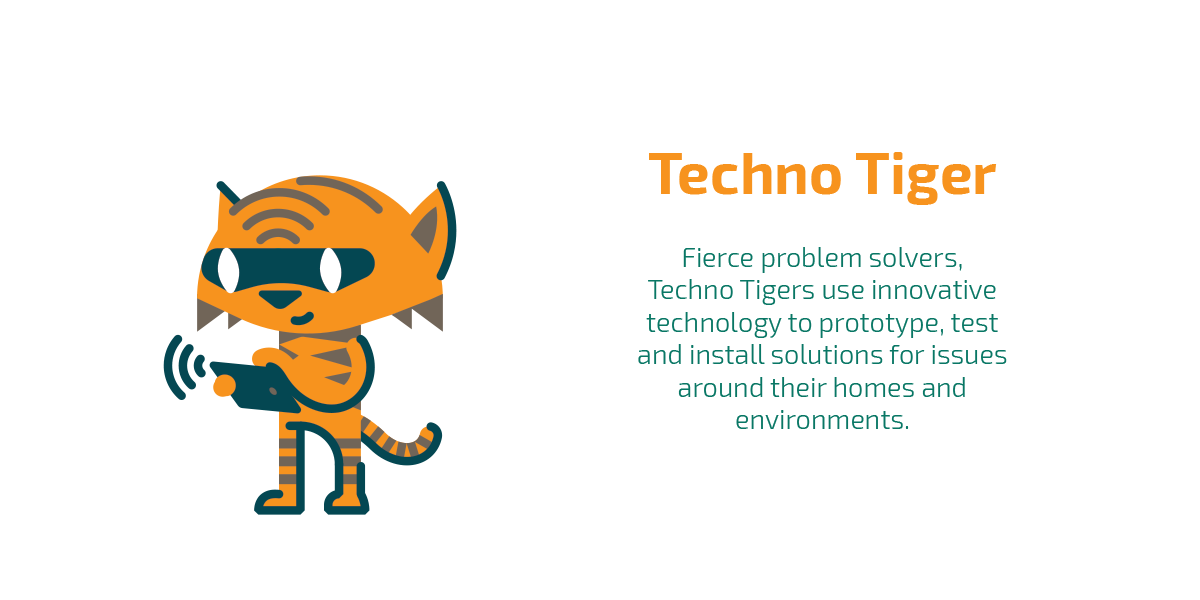 Techno Tiger
Fierce problem solvers,
Techno Tigers use innovative
technology to prototype, test
and install solutions for issues
around their homes and
environments.